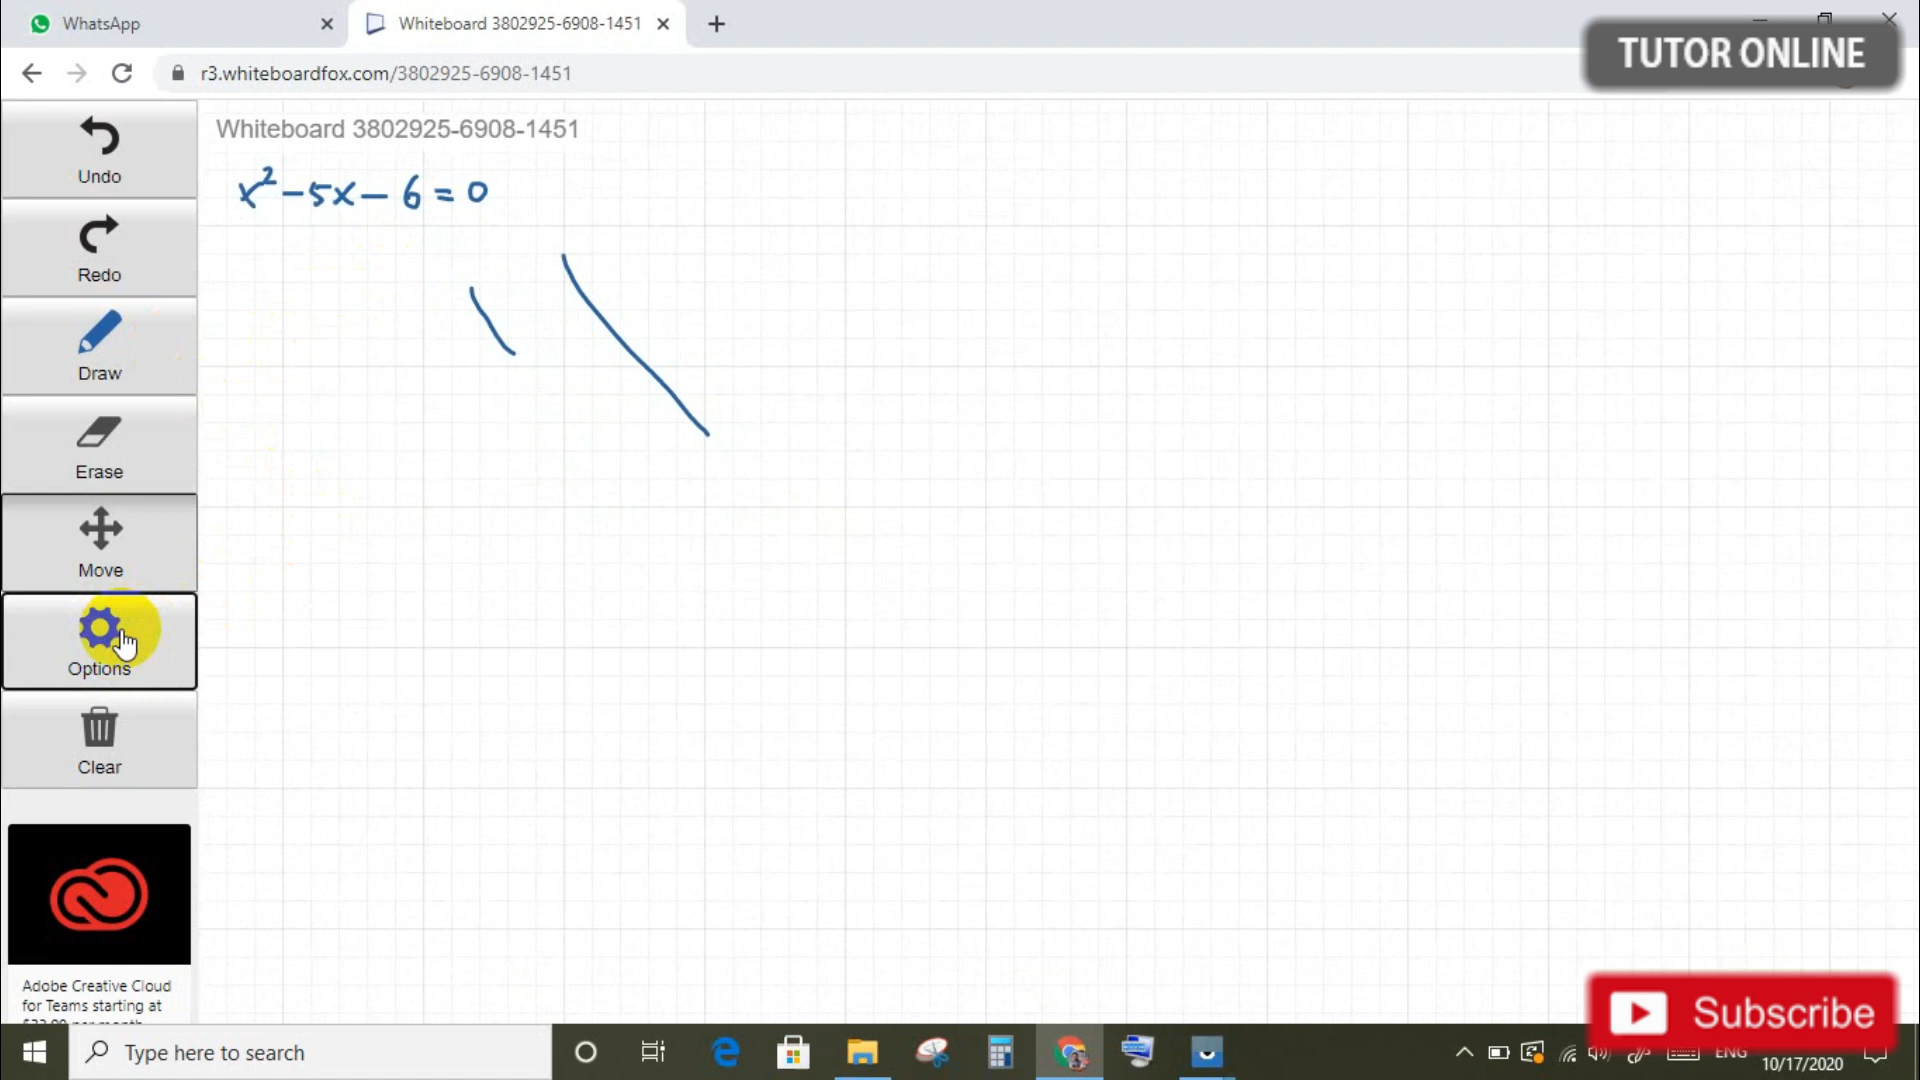 WhatsApp
Whiteboard 3802925-6908-1451
TUTOR ONLINE
r3.whiteboardfox.com/3802925-6908-1451
Whiteboard 3802925-6908-1451
x² - 5x - 6 = 0
Undo
Redo
Draw
Erase
Move
Options
Clear
Adobe Creative Cloud
for Teams starting at
Subscribe
Type here to search
ENG
10/17/2020